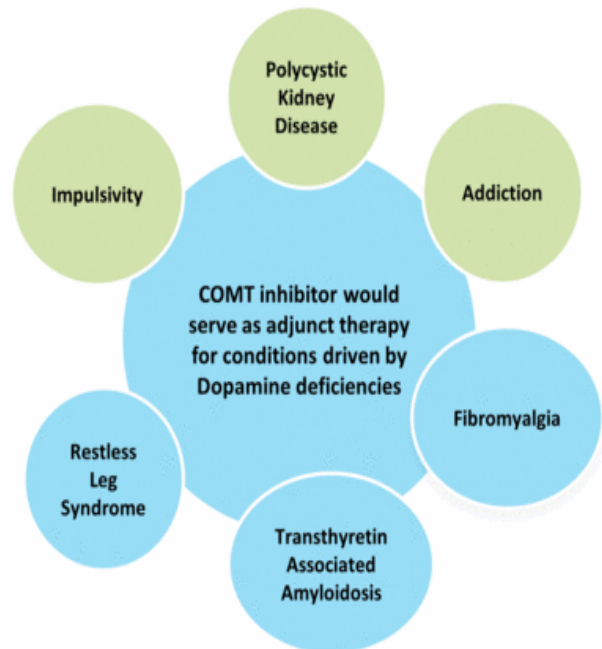 Polycystic
Kidney
Disease
Impulsivity
Addiction
COMT inhibitor would
serve as adjunct therapy
for conditions driven by
Dopamine deficiencies
Fibromyalgia
Restless
Leg
Syndrome
Transthyretin
Associated
Amyloidosis